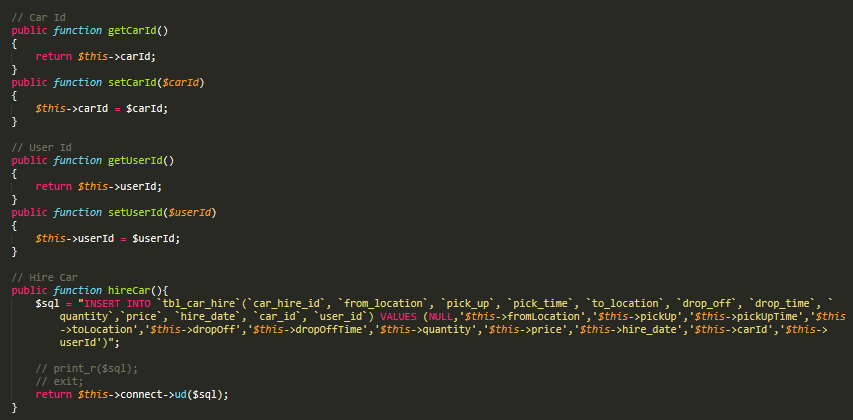 // Car Id
public function getCarId()
{
return $this->carId;
}
public function setCarId($carId)
{
$this->carId = $carId;
}
// User Id
public function getUserId()
{
return $this->userId;
}
public function setUserId($userId)
{
$this->userId = $userId;
}
// Hire Car
public function hireCar(){
$sql = "INSERT INTO `tbl_car_hire`(`car_hire_id`, `from_location`, `pick_up`, `pick_time`, `to_location`, `drop_off`, `drop_time`, `
quantity`,`price`, `hire_date`, `car_id`, `user_id`) VALUES (NULL,'$this->fromLocation','$this->pickUp','$this->pickUpTime','$this
->toLocation','$this->dropOff','$this->dropOffTime','$this->quantity','$this->price','$this->hire_date','$this->carId','$this->
userId')";
// print_r($sql);
// exit;
return $this->connect->ud($sql);
}